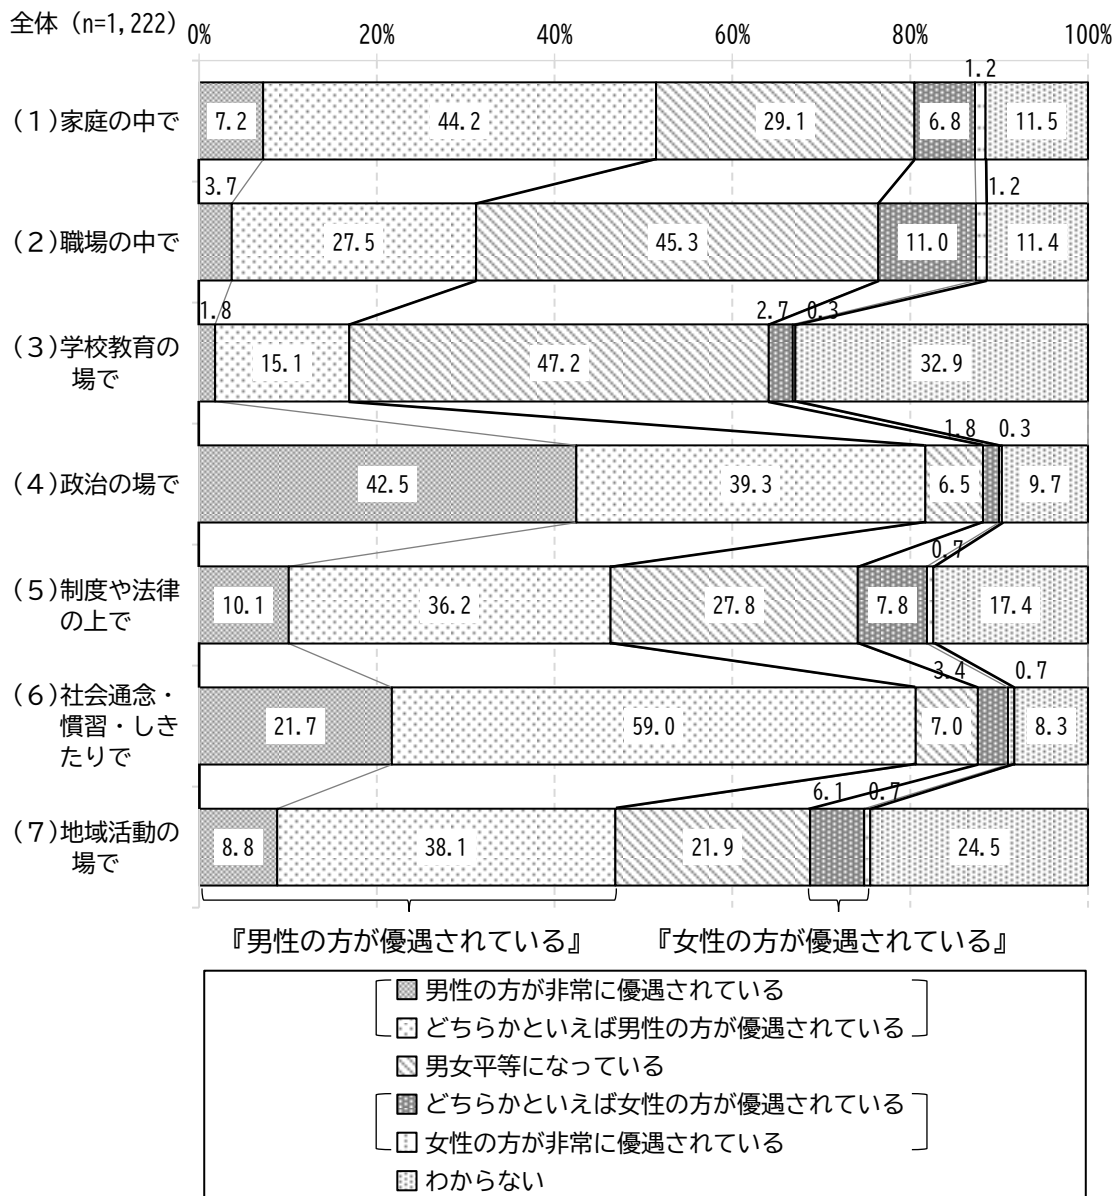 全体（n=1,222）
0% 20% 40% 60% 80% 100%
1.2
（１）家庭の中で 7.2 44.2 29.1 6.8 11.5
3.7 1.2
（２）職場の中で 27.5 45.3 11.0 11.4
1.8 2.7 0.3
（３）学校教育の
場で
15.1 47.2 32.9
1.8 0.3
（４）政治の場で 42.5 39.3 6.5 9.7
0.7
（５）制度や法律
の上で
10.1 36.2 27.8 7.8 17.4
3.4 0.7
（６）社会通念・
慣習・しき
たりで
21.7 59.0 7.0 8.3
6.1 0.7
（７）地域活動の
場で
8.8 38.1 21.9 24.5
『男性の方が優遇されている』 『女性の方が優遇されている』
男性の方が非常に優遇されている
どちらかといえば男性の方が優遇されている
男女平等になっている
どちらかといえば女性の方が優遇されている
女性の方が非常に優遇されている
わからない